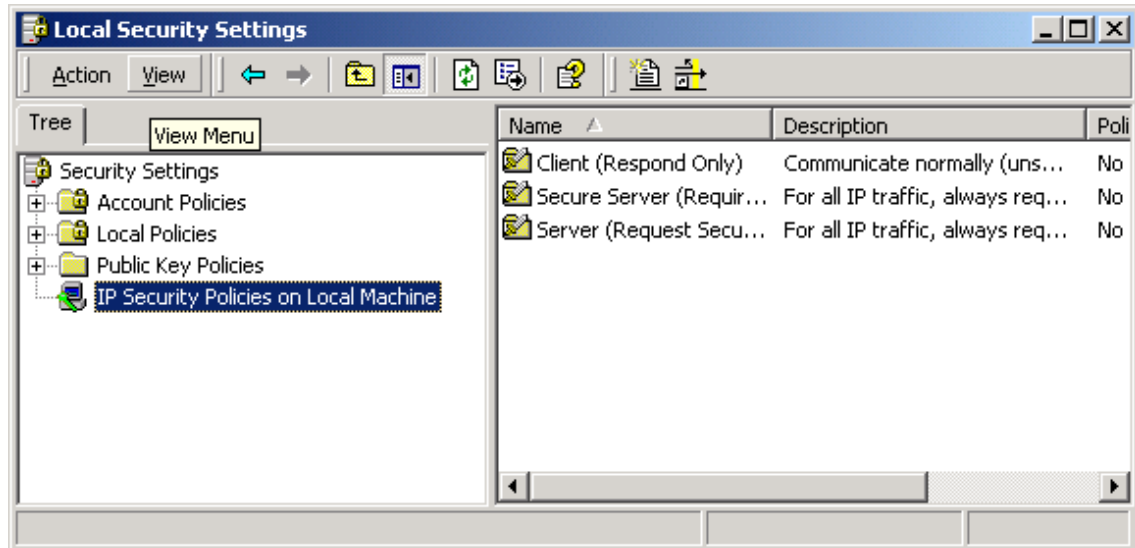 Local Security Settings
Action View
Tree
View Menu
Security Settings
Account Policies
Local Policies
Public Key Policies
IP Security Policies on Local Machine
Name Description Poli
Client (Respond Only) Communicate normally (uns... No
Secure Server (Requir... For all IP traffic, always req... No
Server (Request Secu... For all IP traffic, always req... No